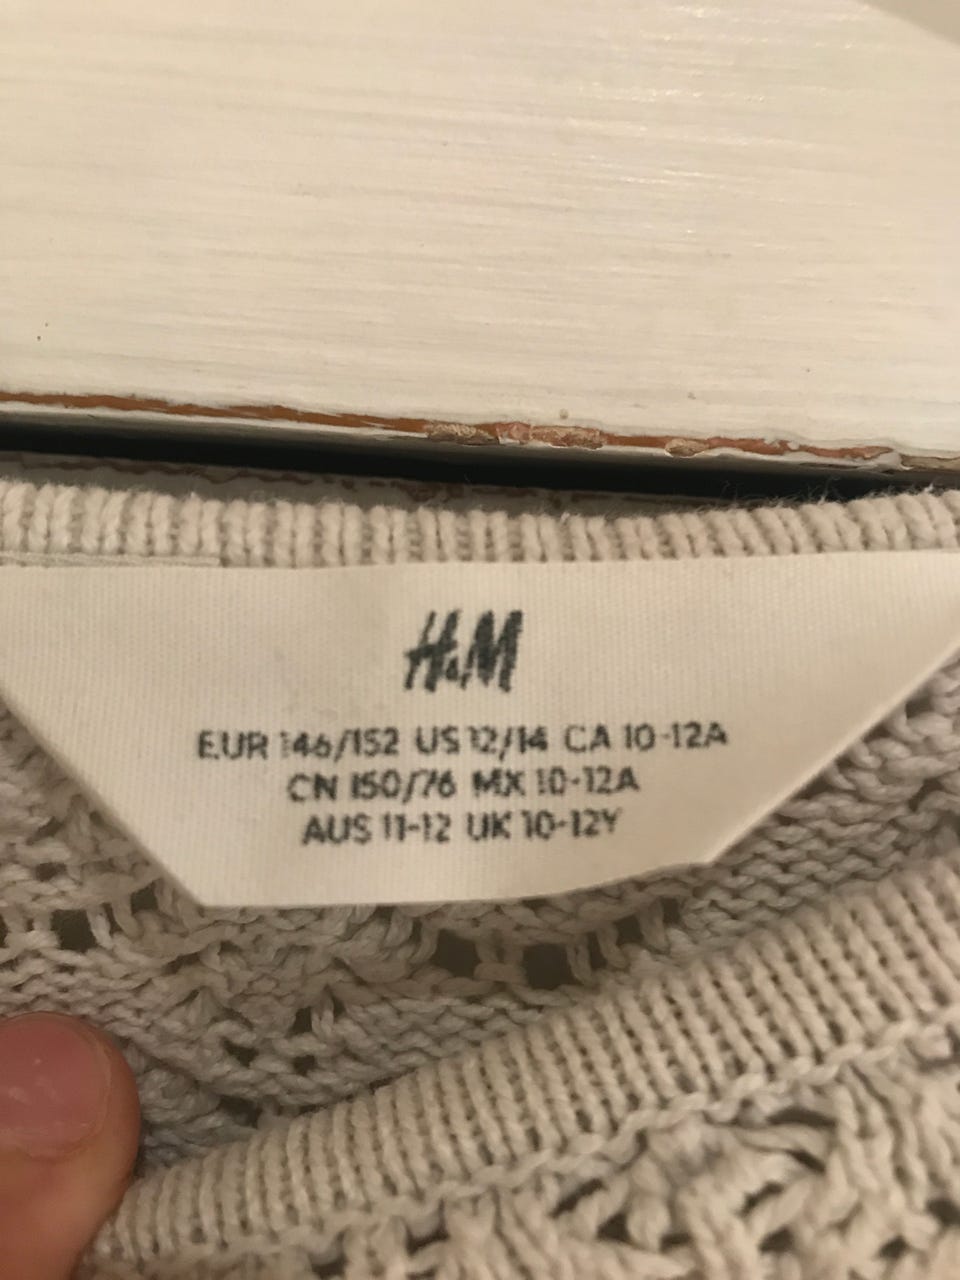 H&M
EUR 146/152 US 12/14 CA 10-12A
CN 150/76 MX 10-12A
AUS 11-12 UK 10-12Y